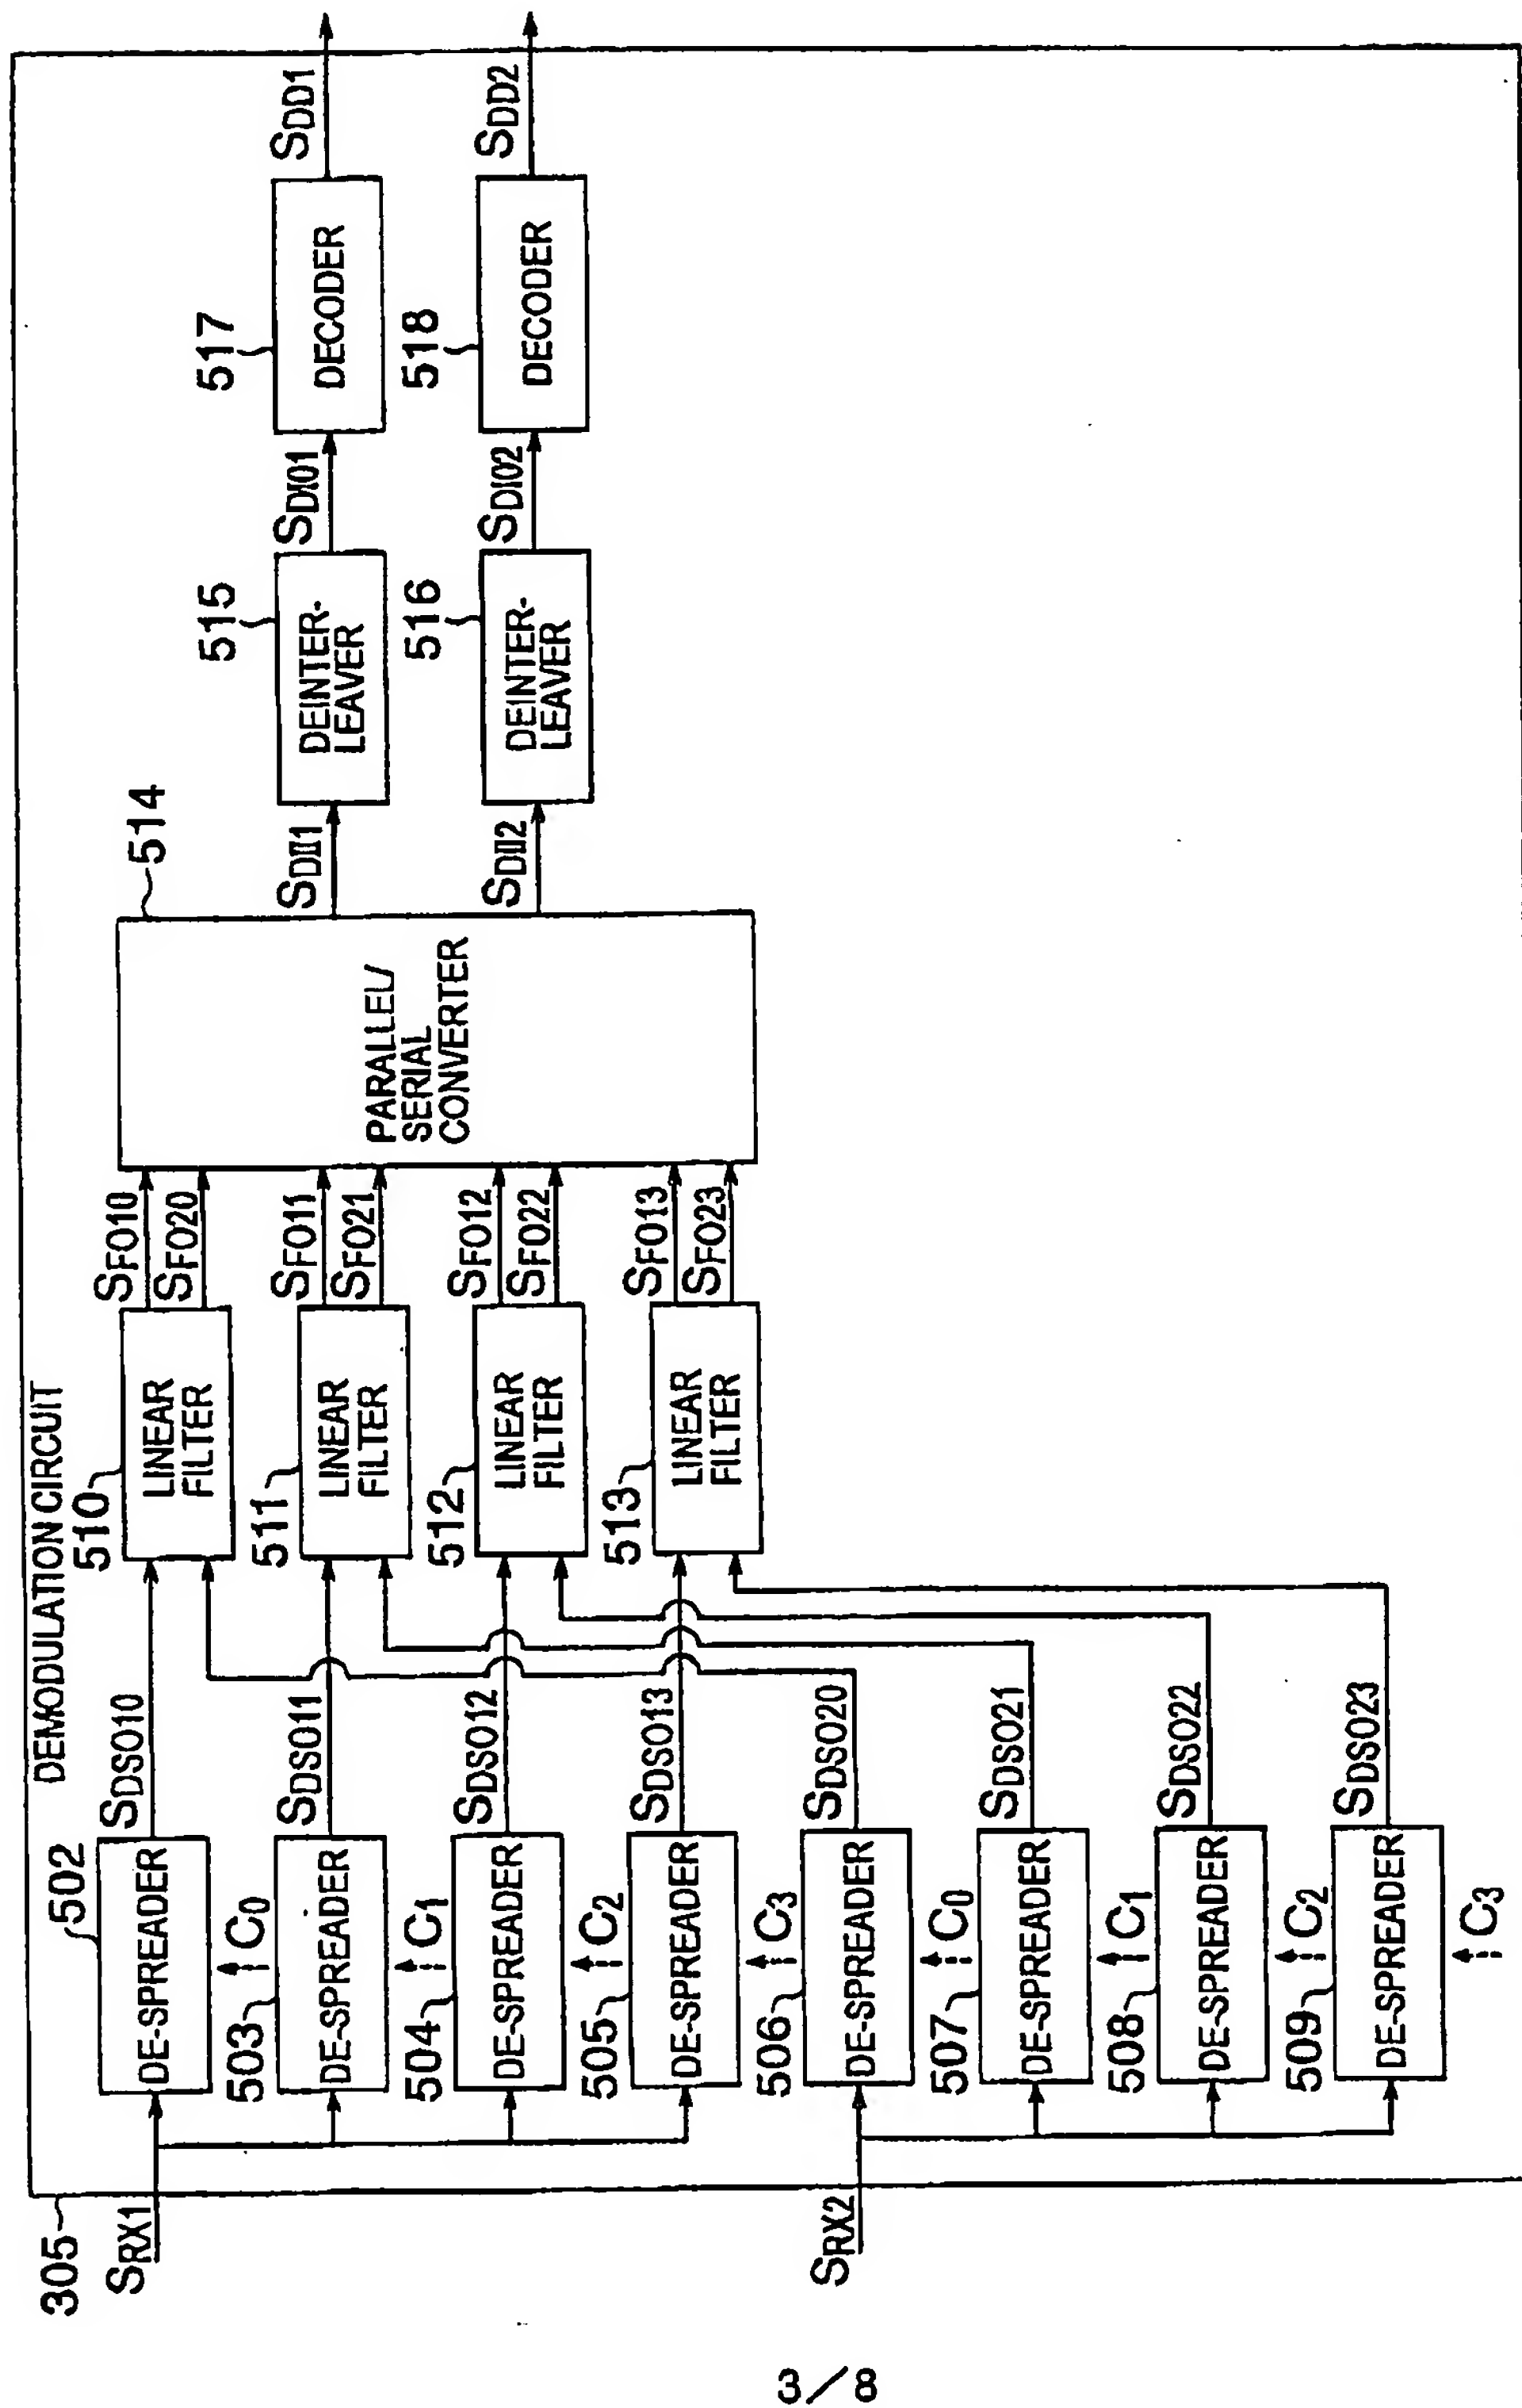 DEMODULATION CIRCUIT
305
SRX1
502
DE-SPREADER
C0
SDSO10
503
DE-SPREADER
C1
SDSO11
504
DE-SPREADER
C2
SDSO12
505
DE-SPREADER
C3
SDSO13
SRX2
506
DE-SPREADER
C0
SDSO20
507
DE-SPREADER
C1
SDSO21
508
DE-SPREADER
C2
SDSO22
509
DE-SPREADER
C3
SDSO23
510
LINEAR
FILTER
SFO10
SFO20
511
LINEAR
FILTER
SFO11
SFO21
512
LINEAR
FILTER
SFO12
SFO22
513
LINEAR
FILTER
SFO13
SFO23
514
PARALLEL/
SERIAL
CONVERTER
SDII1
SDII2
515
DEINTER-
LEAVER
SDIO1
516
DEINTER-
LEAVER
SDIO2
517
DECODER
SDD1
518
DECODER
SDD2
3/8